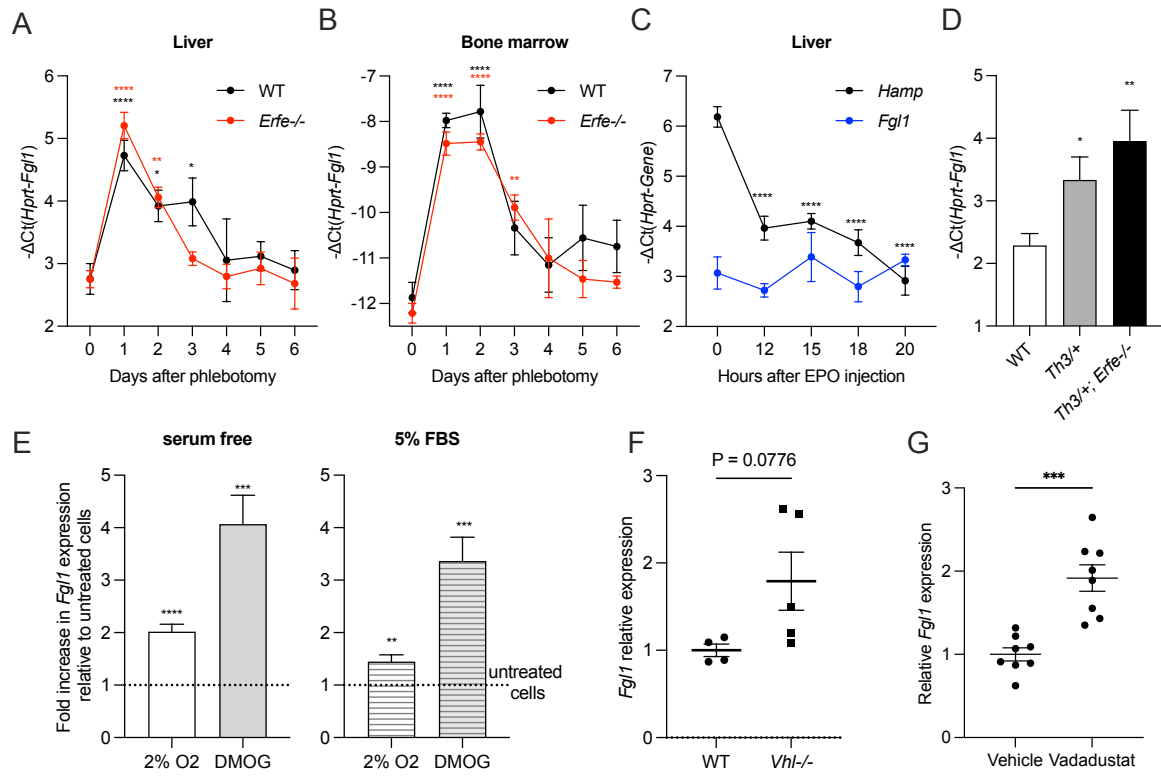 A
Liver
-ΔCt(Hprt-Fgl1)
6
5
4
3
2
****
****
**
*
*
WT
Erfe-/-
0 1 2 3 4 5 6
Days after phlebotomy
B
Bone marrow
-ΔCt(Hprt-Fgl1)
-7
-8
-9
-10
-11
-12
****
****
****
****
**
WT
Erfe-/-
0 1 2 3 4 5 6
Days after phlebotomy
C
Liver
-ΔCt(Hprt-Gene)
7
6
5
4
3
2
****
****
****
****
Hamp
Fgl1
0 12 15 18 20
Hours after EPO injection
D
-ΔCt(Hprt-Fgl1)
5
4
3
2
1
*
**
WT
Th3/+
Th3/+; Erfe-/-
E
serum free
Fold increase in Fgl1 expression
relative to untreated cells
5
4
3
2
1
0
****
***
2% O2 DMOG
5% FBS
5
4
3
2
1
0
**
***
untreated
cells
2% O2 DMOG
F
P = 0.0776
Fgl1 relative expression
3
2
1
0
WT Vhl-/-
G
***
Relative Fgl1 expression
3
2
1
0
Vehicle Vadadustat